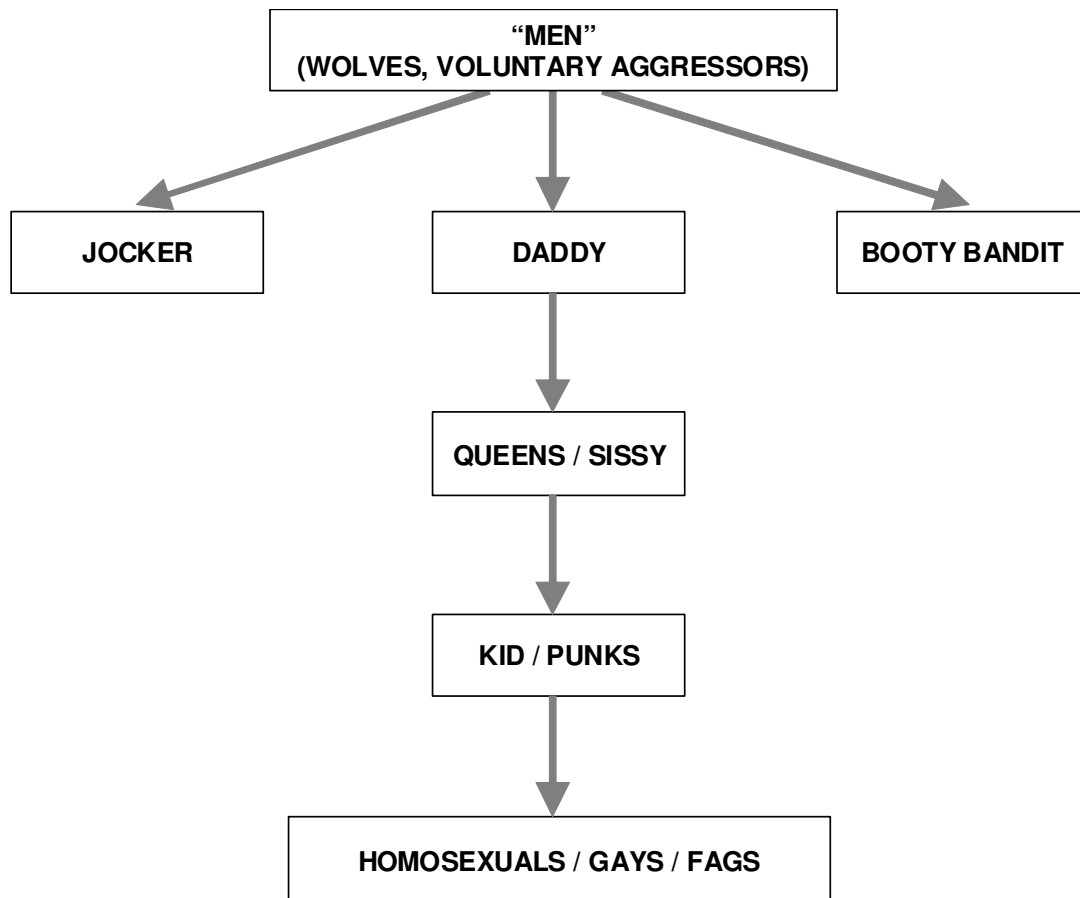 “MEN”
(WOLVES, VOLUNTARY AGGRESSORS)
JOCKER
DADDY
BOOTY BANDIT
QUEENS / SISSY
KID / PUNKS
HOMOSEXUALS / GAYS / FAGS